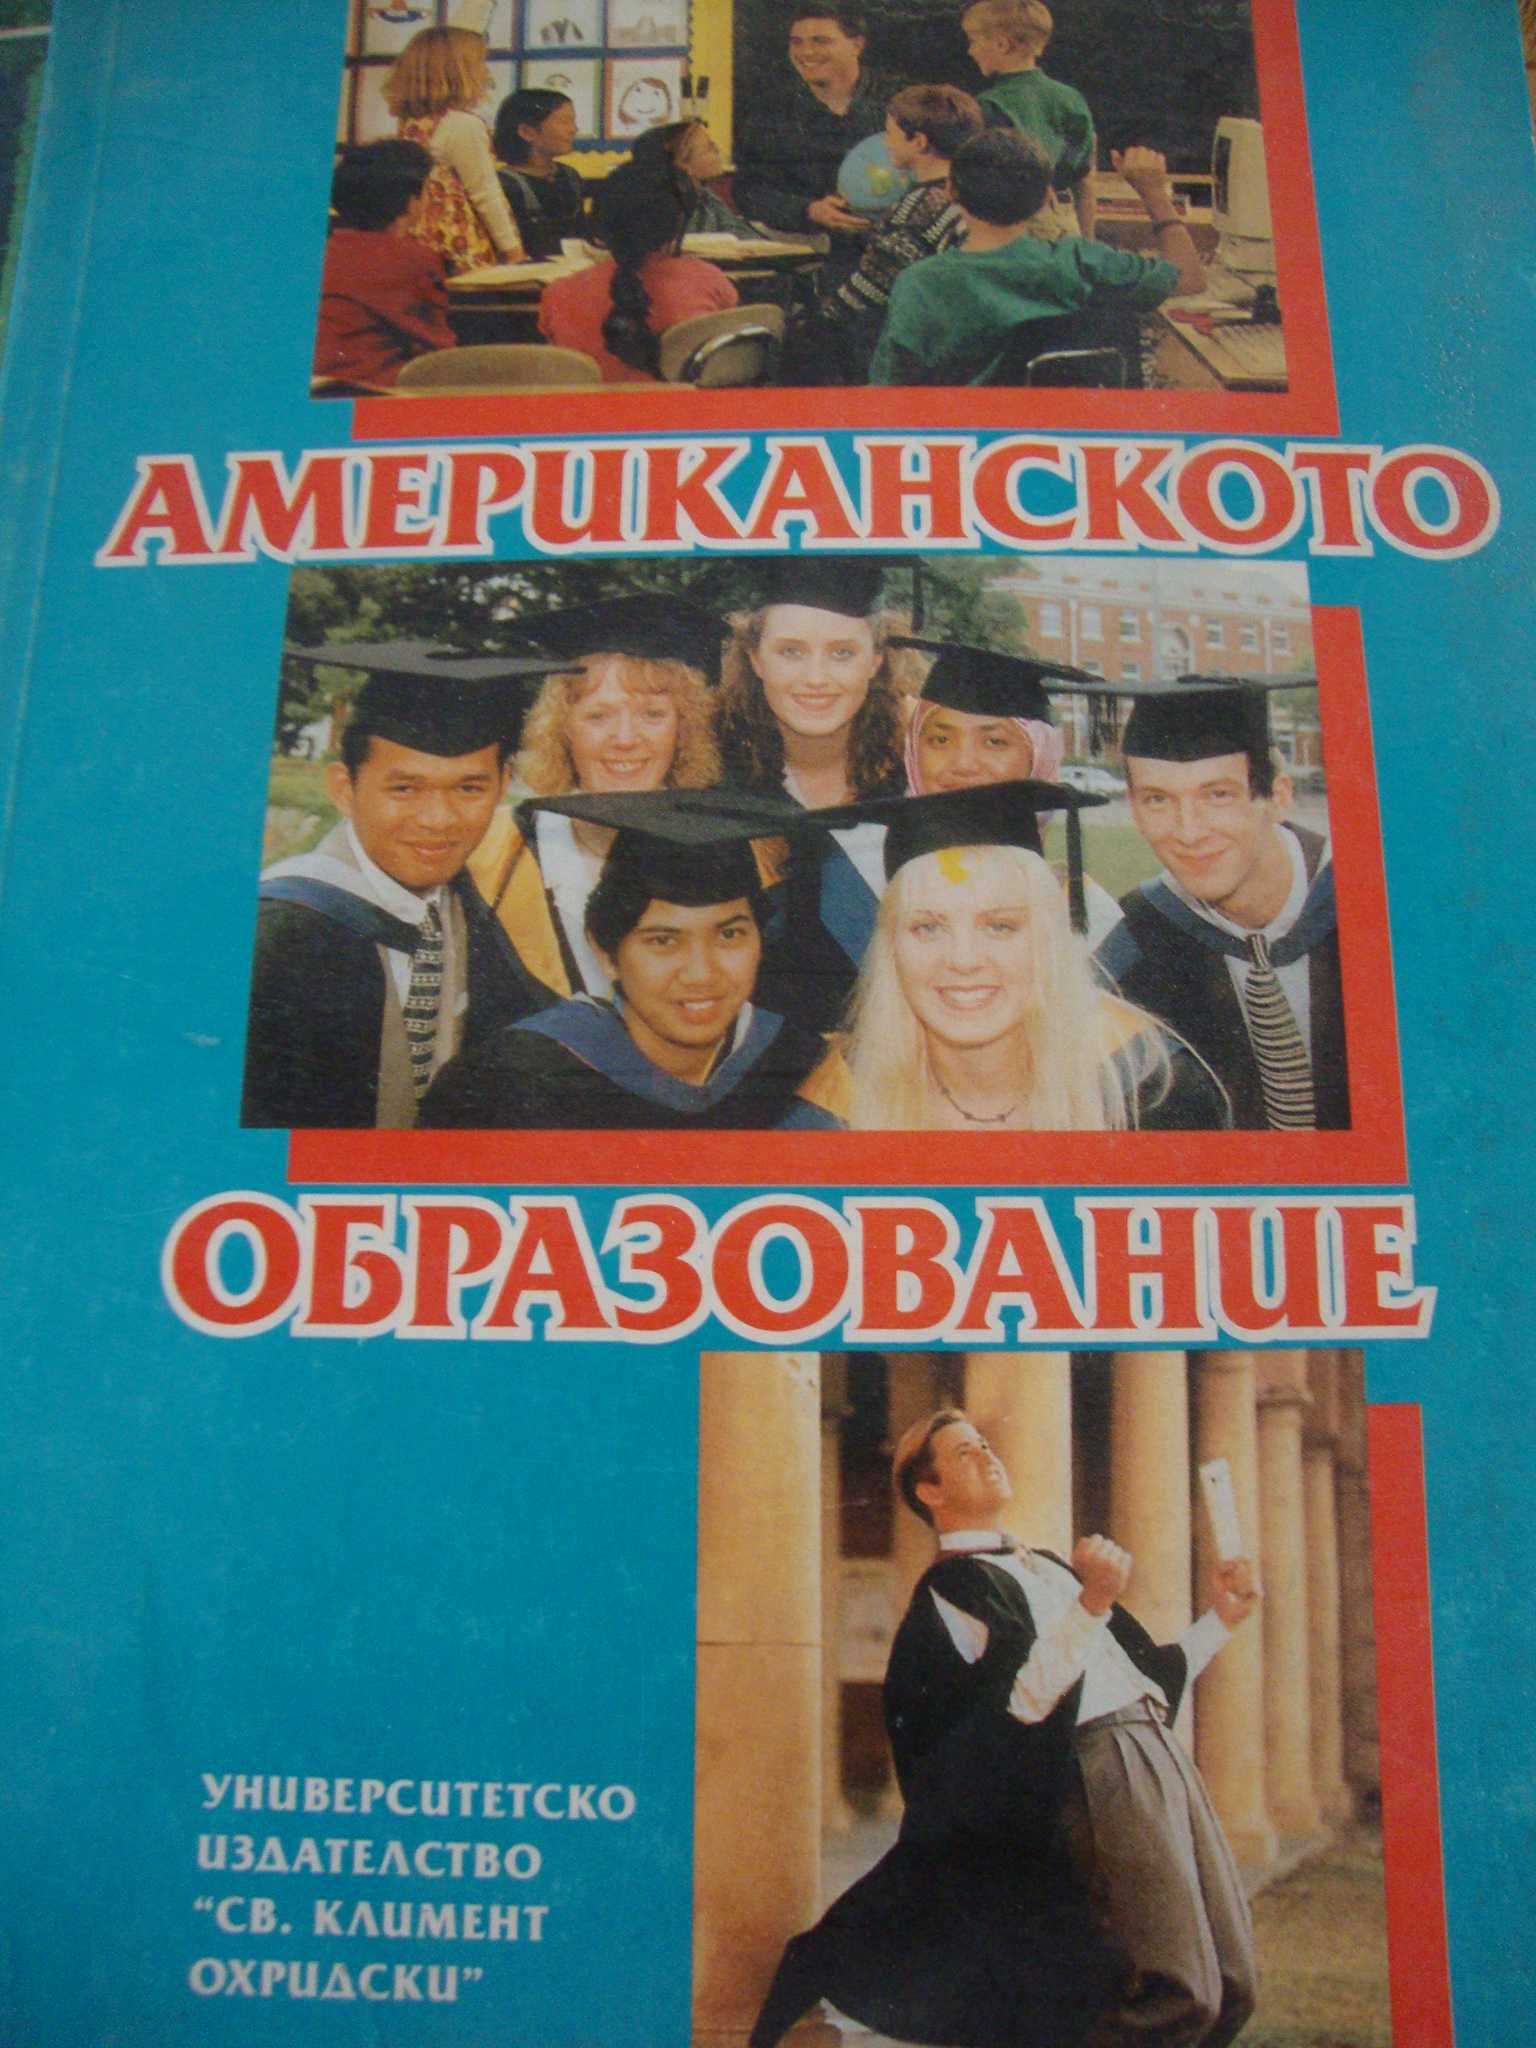 АМЕРИКАНСКОТО
ОБРАЗОВАНИЕ
УНИВЕРСИТЕТСКО
ИЗДАТЕЛСТВО
“СВ. КЛИМЕНТ
ОХРИДСКИ”